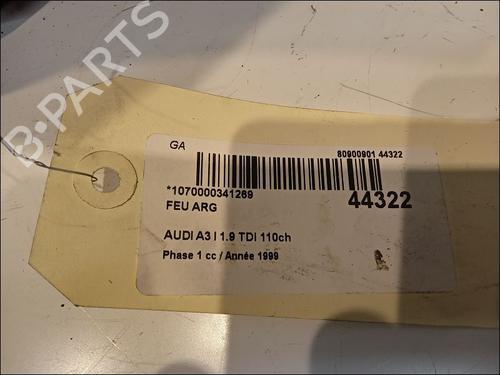 B-PARTS
GA
80900901 44322
*1070000341269
44322
FEU ARG
AUDI A3 I 1.9 TDI 110ch
Phase 1 cc / Année 1999